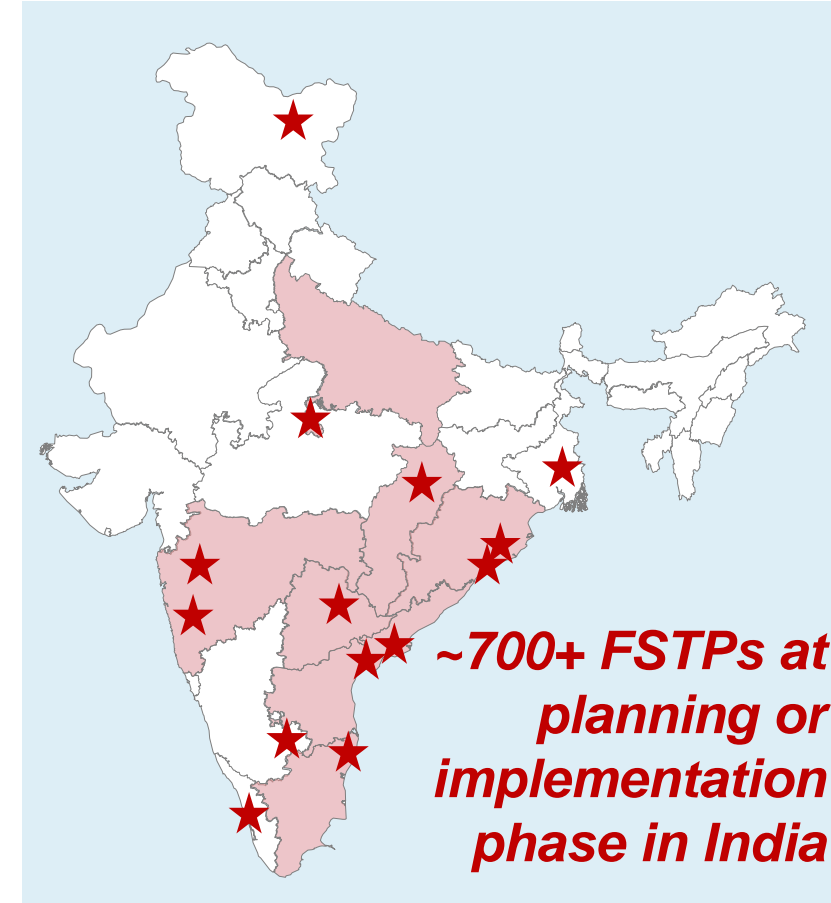 ~700+ FSTPs at
planning or
implementation
phase in India